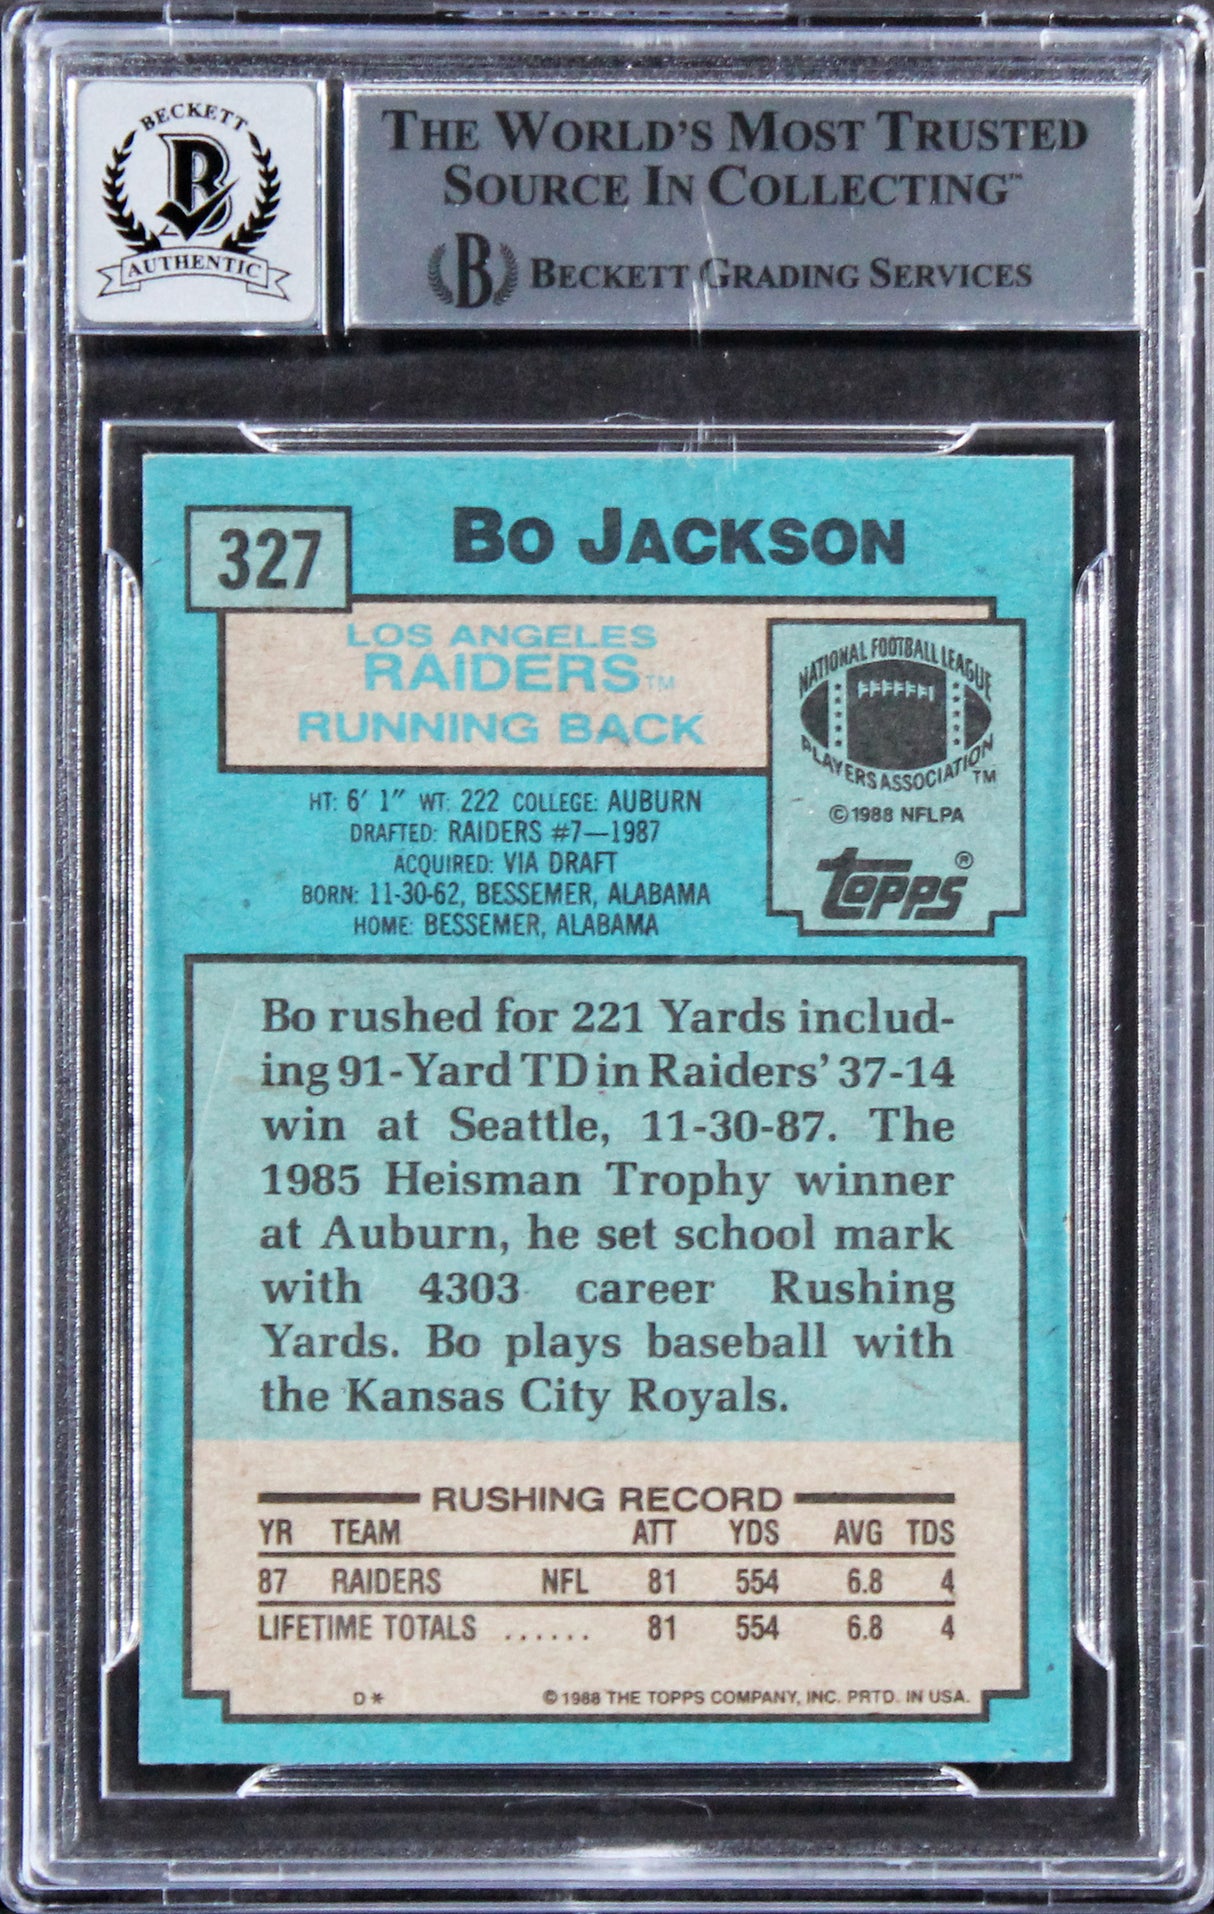 BECKETT
B
AUTHENTIC
THE WORLD'S MOST TRUSTED
SOURCE IN COLLECTING™
B BECKETT GRADING SERVICES
327
BO JACKSON
LOS ANGELES
RAIDERS™
RUNNING BACK
NATIONAL FOOTBALL LEAGUE
PLAYERS ASSOCIATION™
©1988 NFLPA
TOPPS®
HT: 6' 1" WT: 222 COLLEGE: AUBURN
DRAFTED: RAIDERS #7—1987
ACQUIRED: VIA DRAFT
BORN: 11-30-62, BESSEMER, ALABAMA
HOME: BESSEMER, ALABAMA
Bo rushed for 221 Yards includ-
ing 91-Yard TD in Raiders' 37-14
win at Seattle, 11-30-87. The
1985 Heisman Trophy winner
at Auburn, he set school mark
with 4303 career Rushing
Yards. Bo plays baseball with
the Kansas City Royals.
RUSHING RECORD
YR TEAM ATT YDS AVG TDS
87 RAIDERS NFL 81 554 6.8 4
LIFETIME TOTALS ...... 81 554 6.8 4
D* ©1988 THE TOPPS COMPANY, INC. PRTD. IN USA.